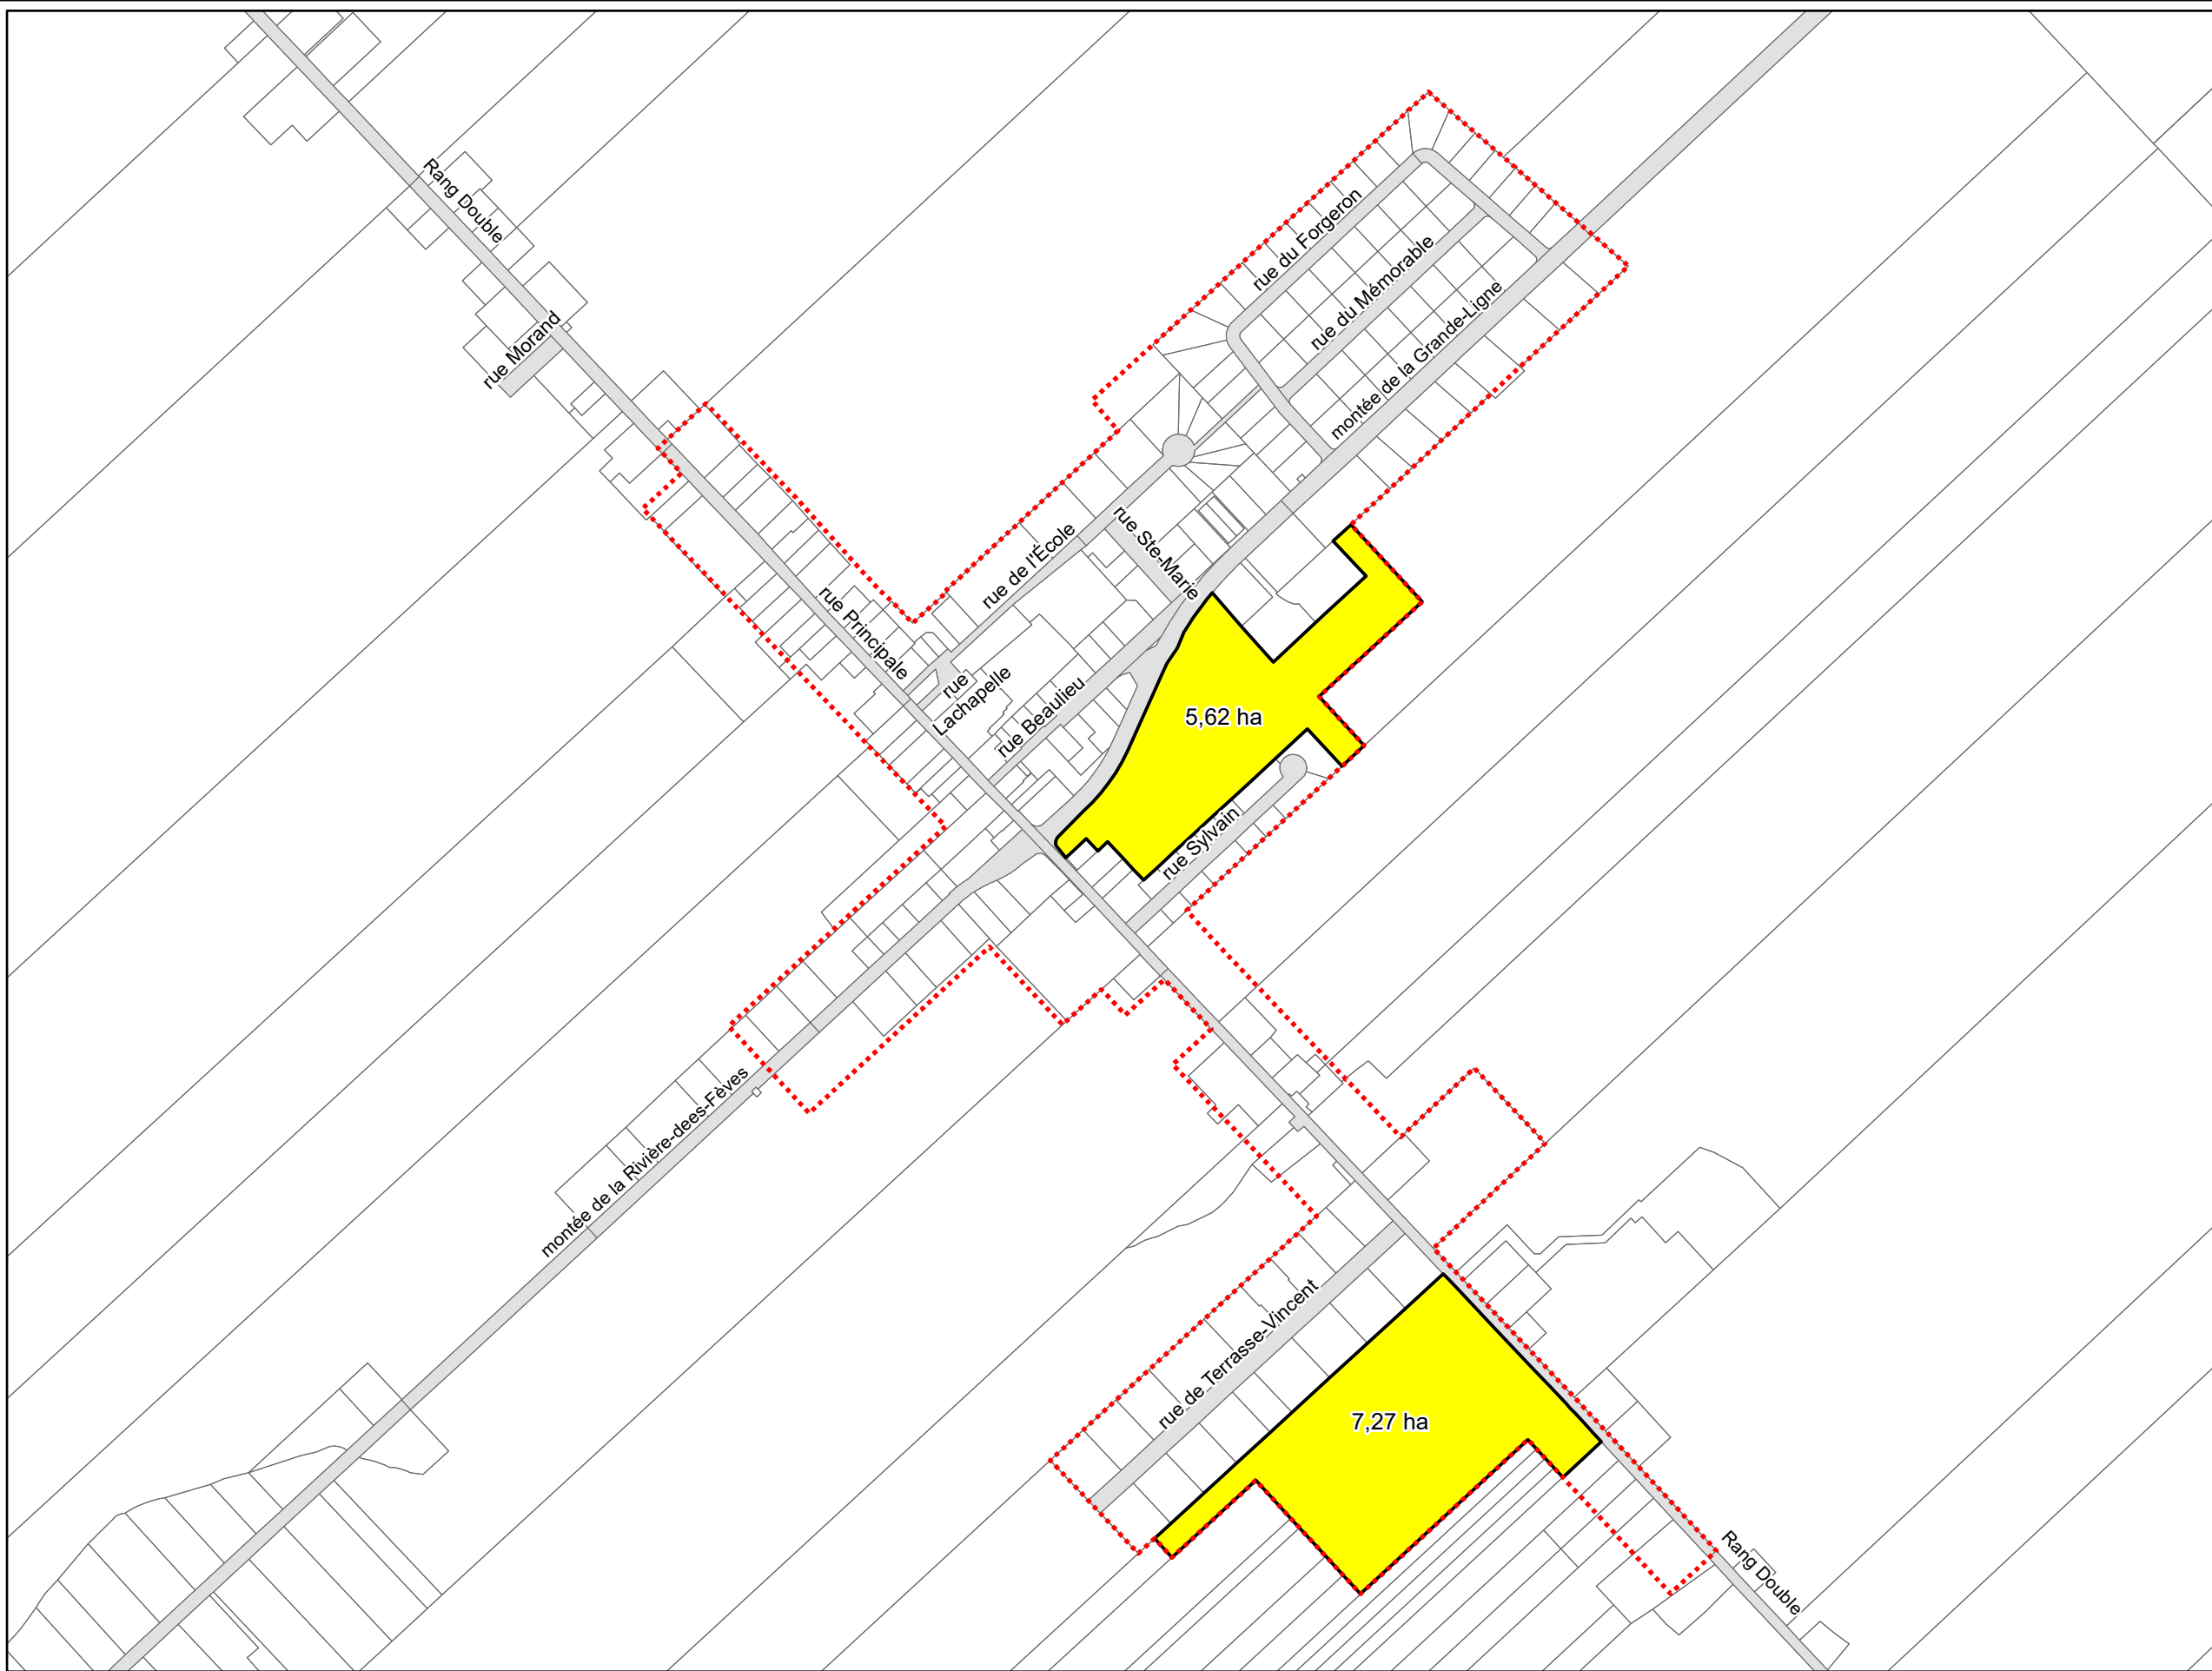 Rang Double
rue Morand
rue du Forgeron
rue du Mémorable
montée de la Grande-Ligne
rue Ste-Marie
rue de l'École
rue Principale
rue
Lachapelle
rue Beaulieu
5,62 ha
rue Sylvain
montée de la Rivière-dees-Fèves
rue de Terrasse-Vincent
7,27 ha
Rang Double